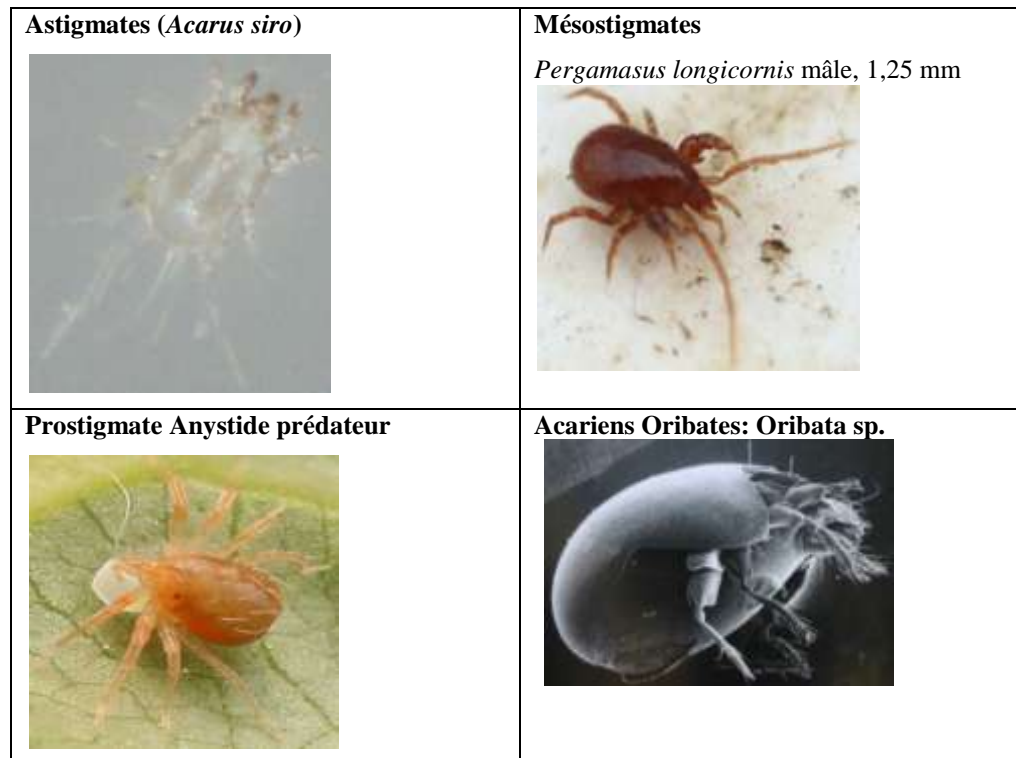 Astigmates (Acarus siro)
Mésostigmates
Pergamasus longicornis mâle, 1,25 mm
Prostigmate Anystide prédateur
Acariens Oribates: Oribata sp.